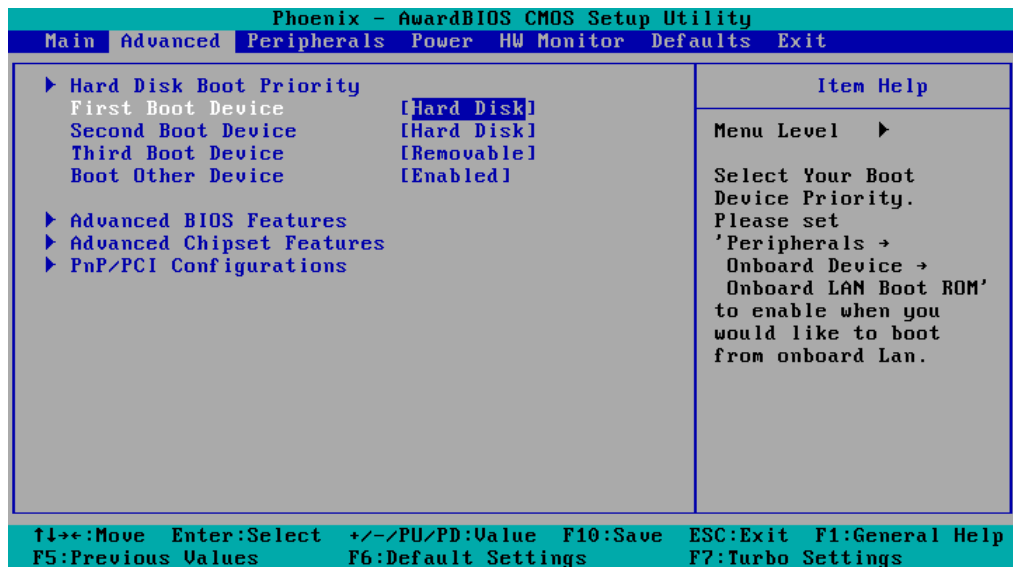 Phoenix - AwardBIOS CMOS Setup Utility
Main Advanced Peripherals Power HW Monitor Defaults Exit
▶ Hard Disk Boot Priority
First Boot Device [Hard Disk]
Second Boot Device [Hard Disk]
Third Boot Device [Removable]
Boot Other Device [Enabled]
▶ Advanced BIOS Features
▶ Advanced Chipset Features
▶ PnP/PCI Configurations
Item Help
Menu Level ▶
Select Your Boot
Device Priority.
Please set
'Peripherals →
Onboard Device →
Onboard LAN Boot ROM'
to enable when you
would like to boot
from onboard Lan.
↑↓→←:Move Enter:Select +/-/PU/PD:Value F10:Save ESC:Exit F1:General Help
F5:Previous Values F6:Default Settings F7:Turbo Settings